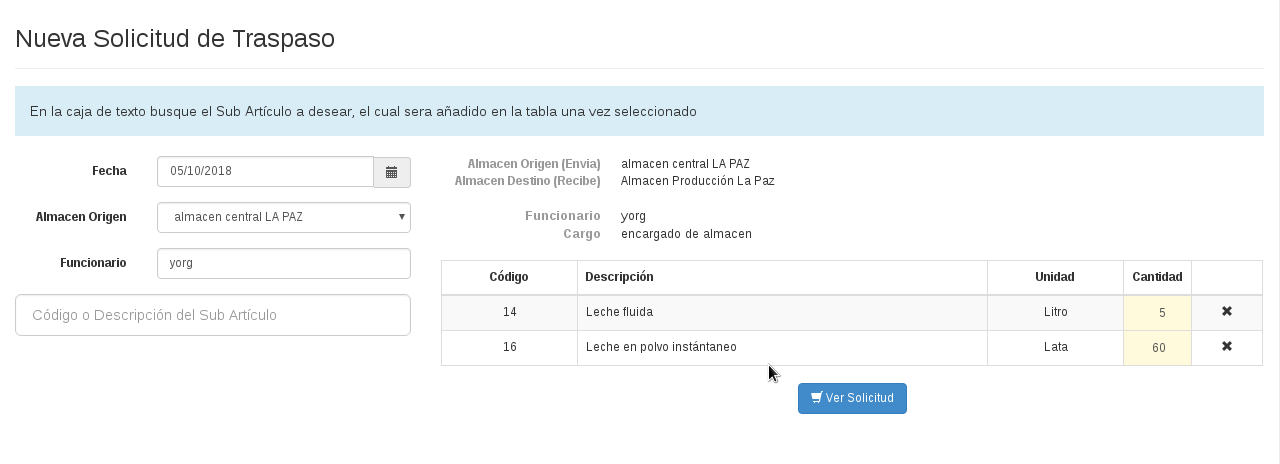 Nueva Solicitud de Traspaso
En la caja de texto busque el Sub Artículo a desear, el cual sera añadido en la tabla una vez seleccionado
Fecha 05/10/2018
Almacen Origen almacen central LA PAZ
Funcionario yorg
Código o Descripción del Sub Artículo
Almacen Origen (Envia) almacen central LA PAZ
Almacen Destino (Recibe) Almacen Producción La Paz
Funcionario yorg
Cargo encargado de almacen
Código Descripción Unidad Cantidad
14 Leche fluida Litro 5
16 Leche en polvo instántaneo Lata 60
Ver Solicitud